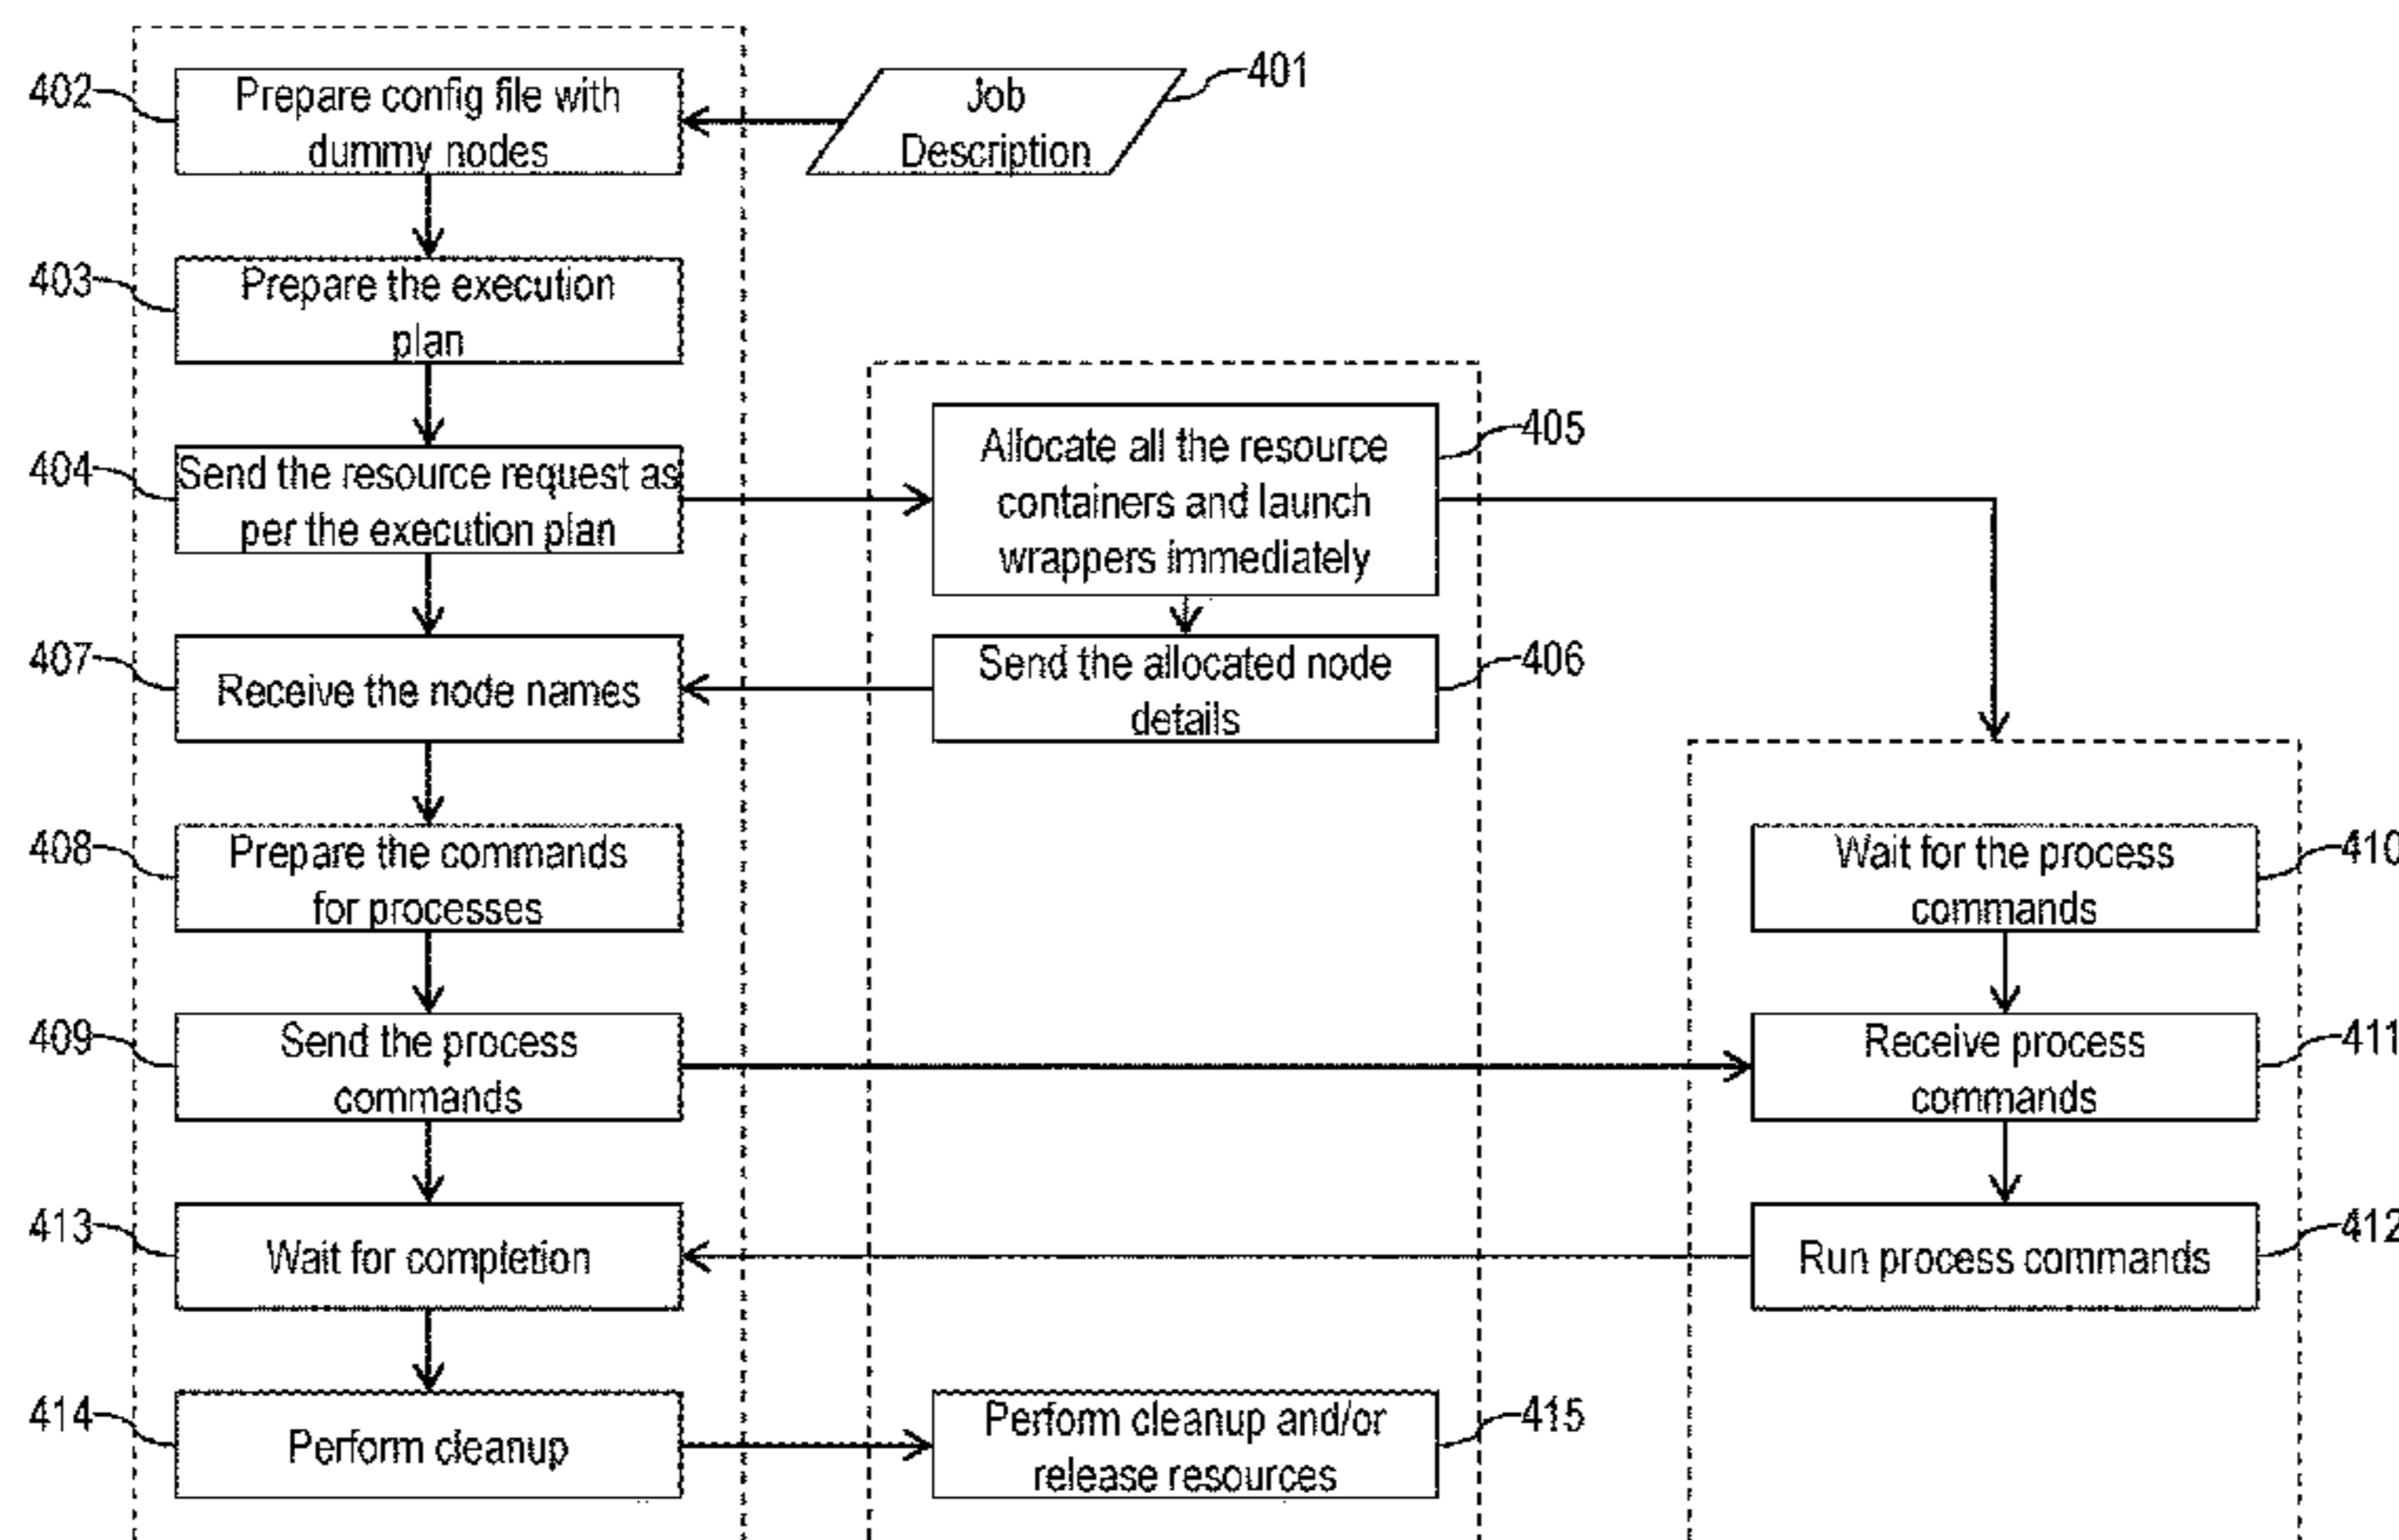 402
Prepare config file with
dummy nodes
Job
Description
401
403
Prepare the execution
plan
404
Send the resource request as
per the execution plan
Allocate all the resource
containers and launch
wrappers immediately
405
407
Receive the node names
Send the allocated node
details
406
408
Prepare the commands
for processes
Wait for the process
commands
410
409
Send the process
commands
Receive process
commands
411
413
Wait for completion
Run process commands
412
414
Perform cleanup
Perform cleanup and/or
release resources
415